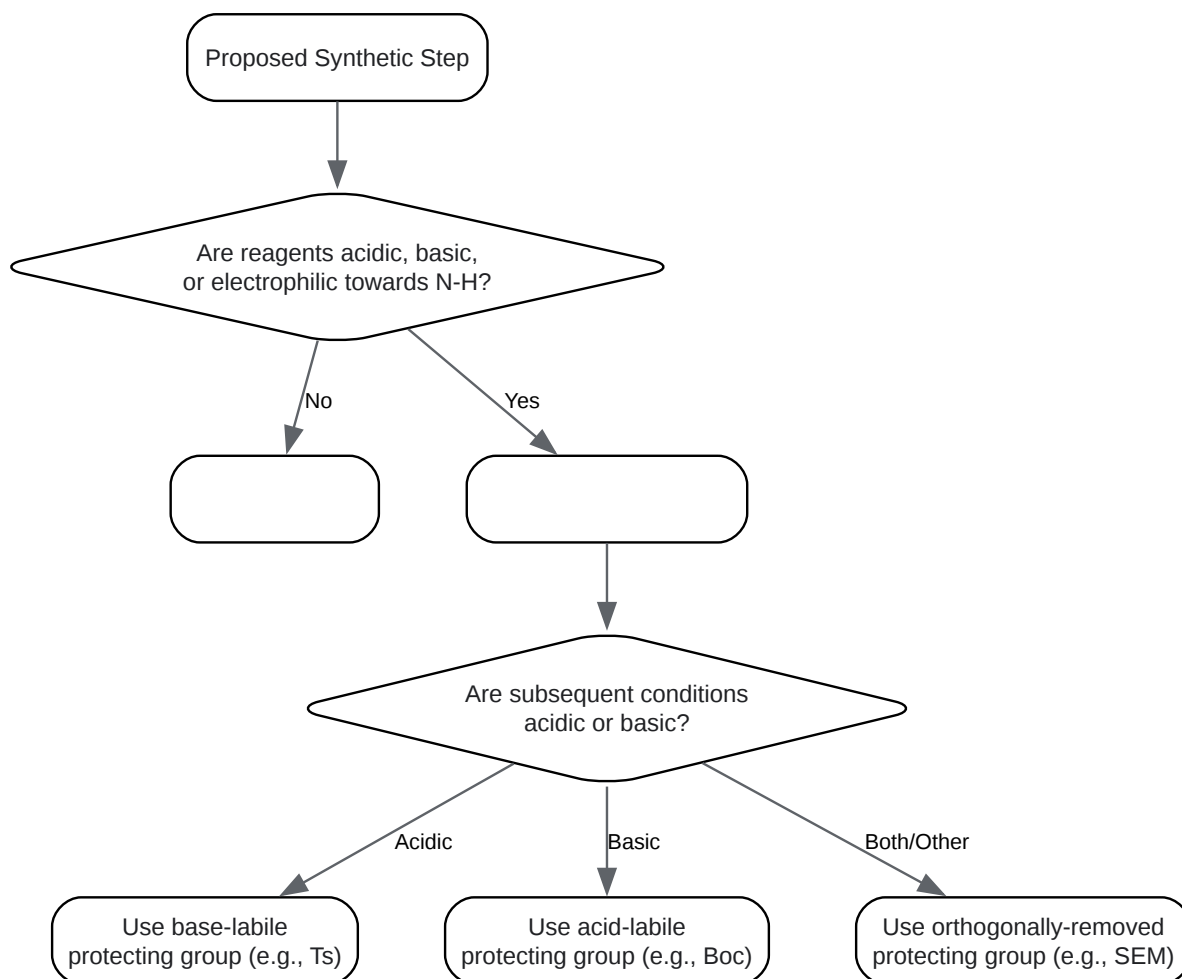 Proposed Synthetic Step
Are reagents acidic, basic,
or electrophilic towards N-H?
No
Yes
Are subsequent conditions
acidic or basic?
Acidic
Basic
Both/Other
Use base-labile
protecting group (e.g., Ts)
Use acid-labile
protecting group (e.g., Boc)
Use orthogonally-removed
protecting group (e.g., SEM)